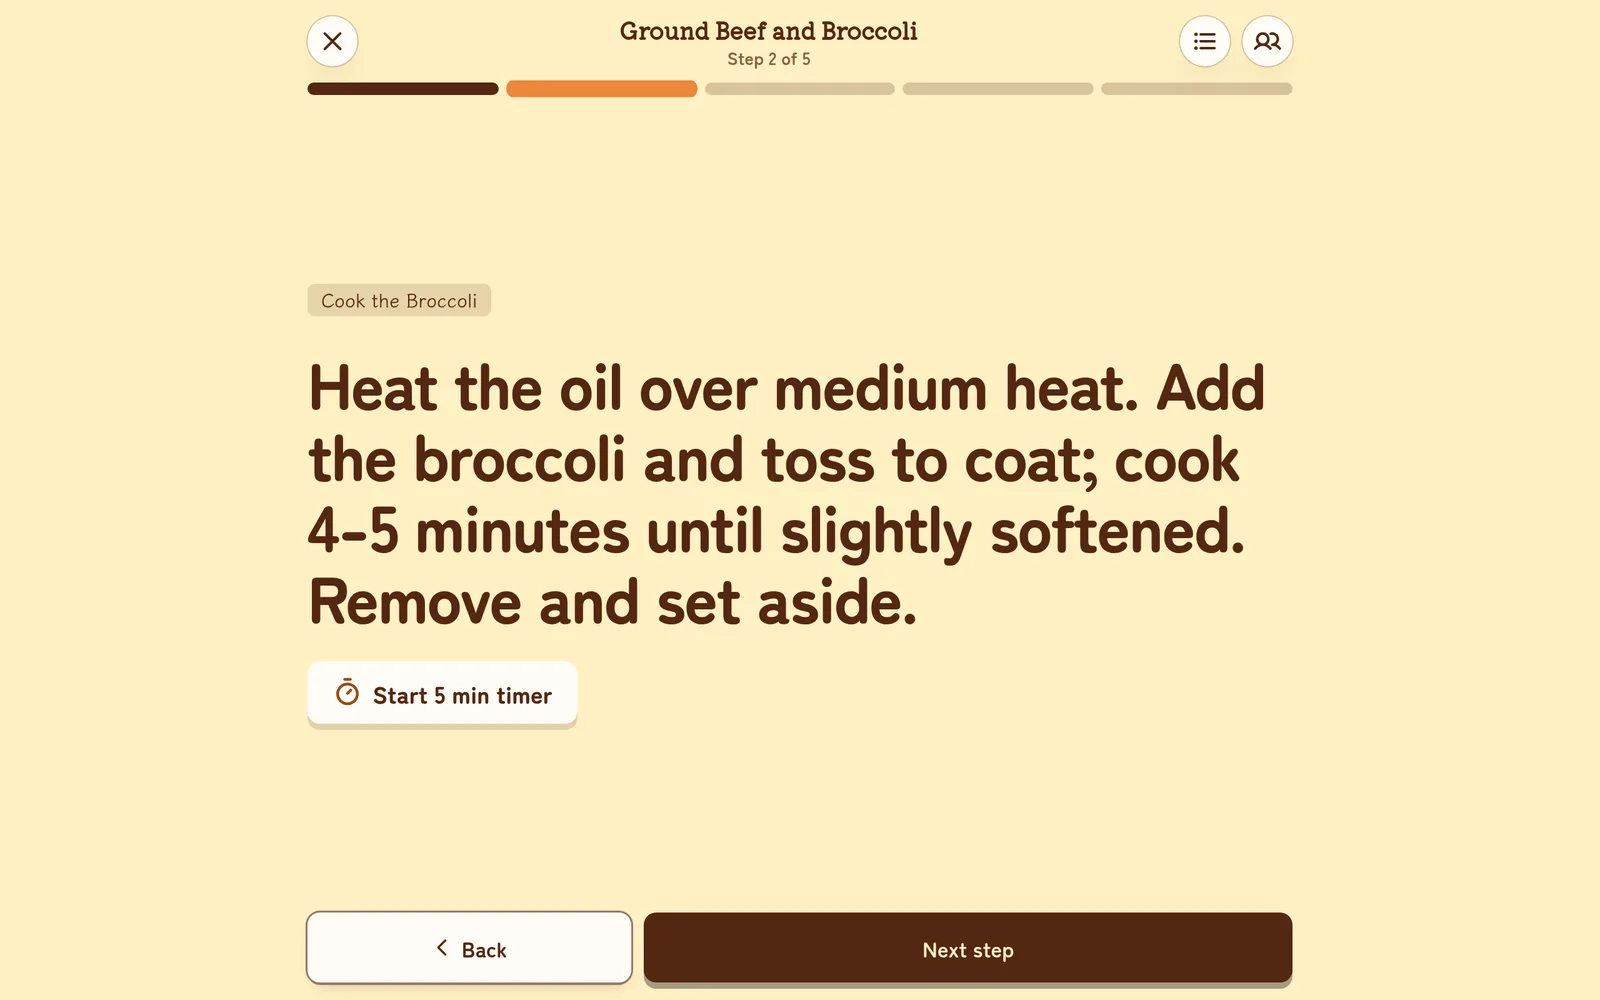 Ground Beef and Broccoli
Step 2 of 5
Cook the Broccoli
Heat the oil over medium heat. Add
the broccoli and toss to coat; cook
4–5 minutes until slightly softened.
Remove and set aside.
Start 5 min timer
Back
Next step